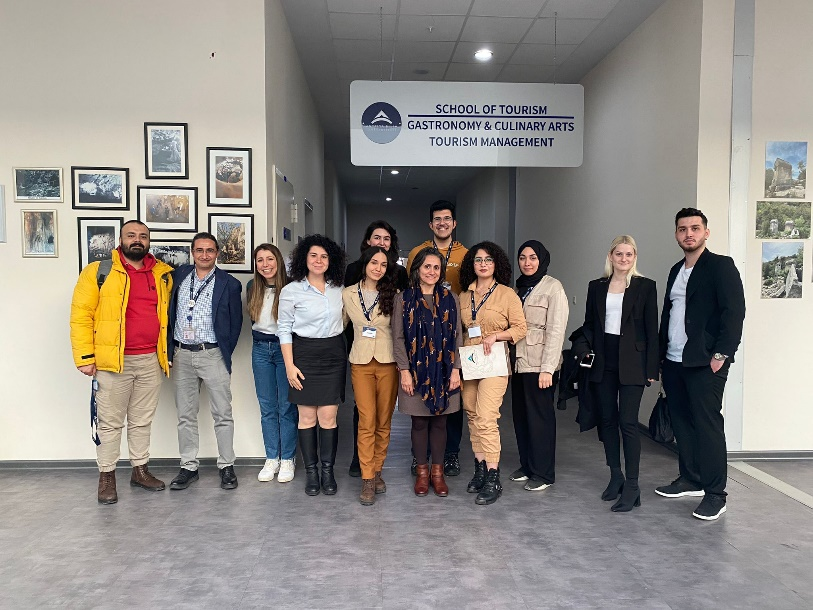 SCHOOL OF TOURISM
GASTRONOMY & CULINARY ARTS
TOURISM MANAGEMENT